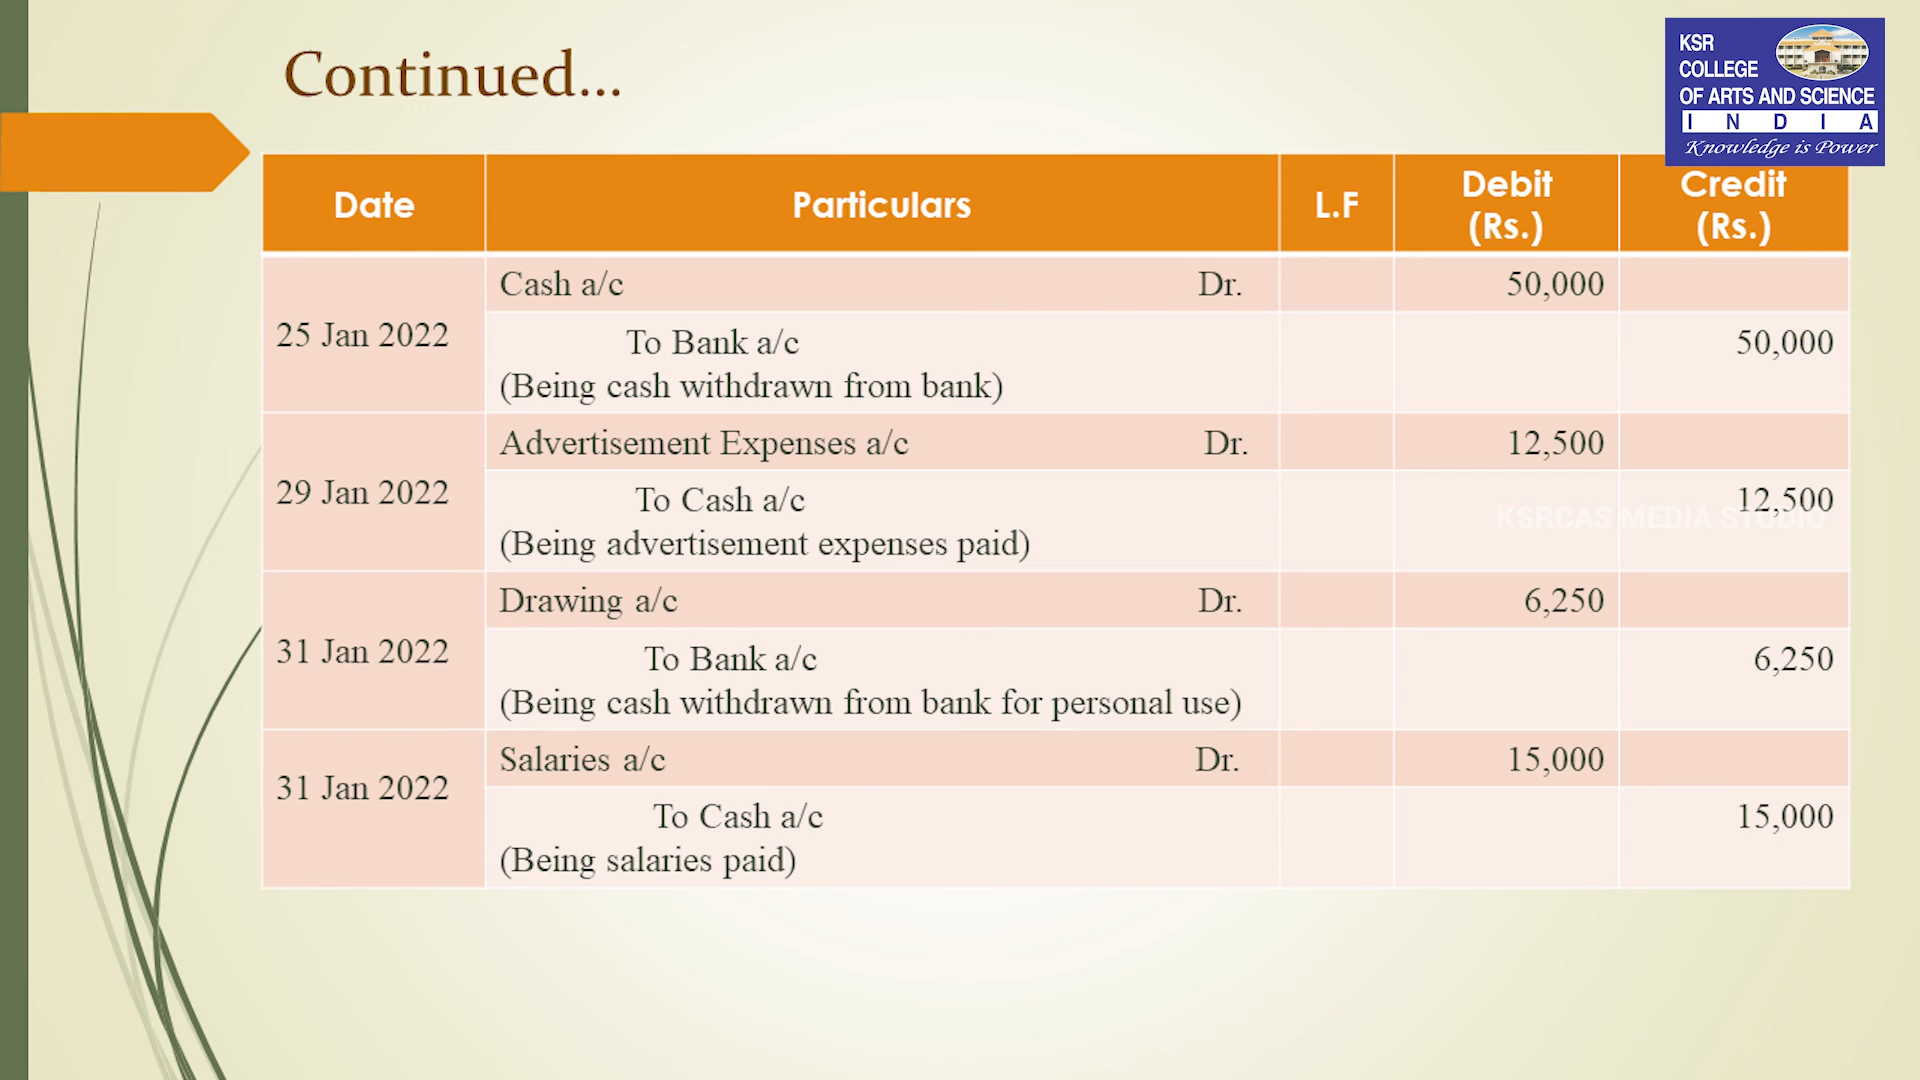 Continued...
KSR
COLLEGE
OF ARTS AND SCIENCE
I N D I A
Knowledge is Power
Date Particulars L.F Debit (Rs.) Credit (Rs.)
25 Jan 2022
Cash a/c Dr. 50,000
To Bank a/c 50,000
(Being cash withdrawn from bank)
29 Jan 2022
Advertisement Expenses a/c Dr. 12,500
To Cash a/c 12,500
(Being advertisement expenses paid)
KSRCAS MEDIA STUDIO
31 Jan 2022
Drawing a/c Dr. 6,250
To Bank a/c 6,250
(Being cash withdrawn from bank for personal use)
31 Jan 2022
Salaries a/c Dr. 15,000
To Cash a/c 15,000
(Being salaries paid)